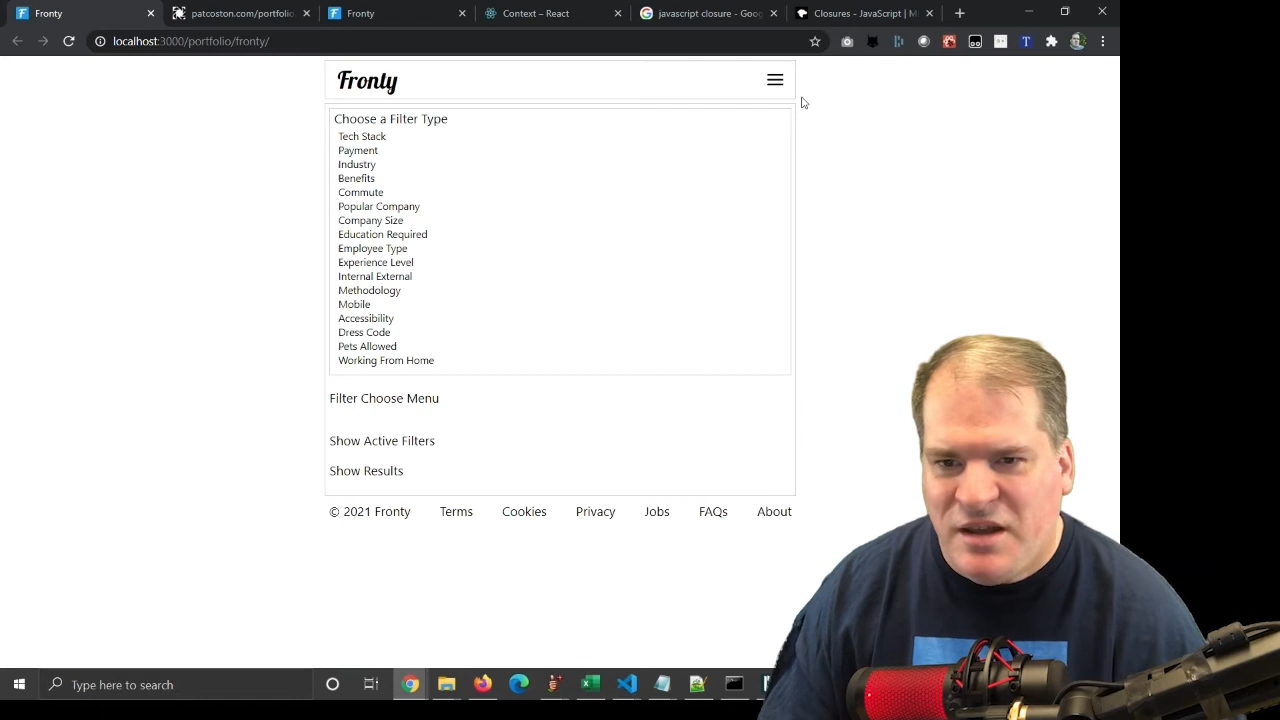 Fronty
patcoston.com/portfolio
Fronty
Context – React
javascript closure - Goog
Closures - JavaScript | M
localhost:3000/portfolio/fronty/
Fronty
Choose a Filter Type
Tech Stack
Payment
Industry
Benefits
Commute
Popular Company
Company Size
Education Required
Employee Type
Experience Level
Internal External
Methodology
Mobile
Accessibility
Dress Code
Pets Allowed
Working From Home
Filter Choose Menu
Show Active Filters
Show Results
© 2021 Fronty Terms Cookies Privacy Jobs FAQs About
Type here to search